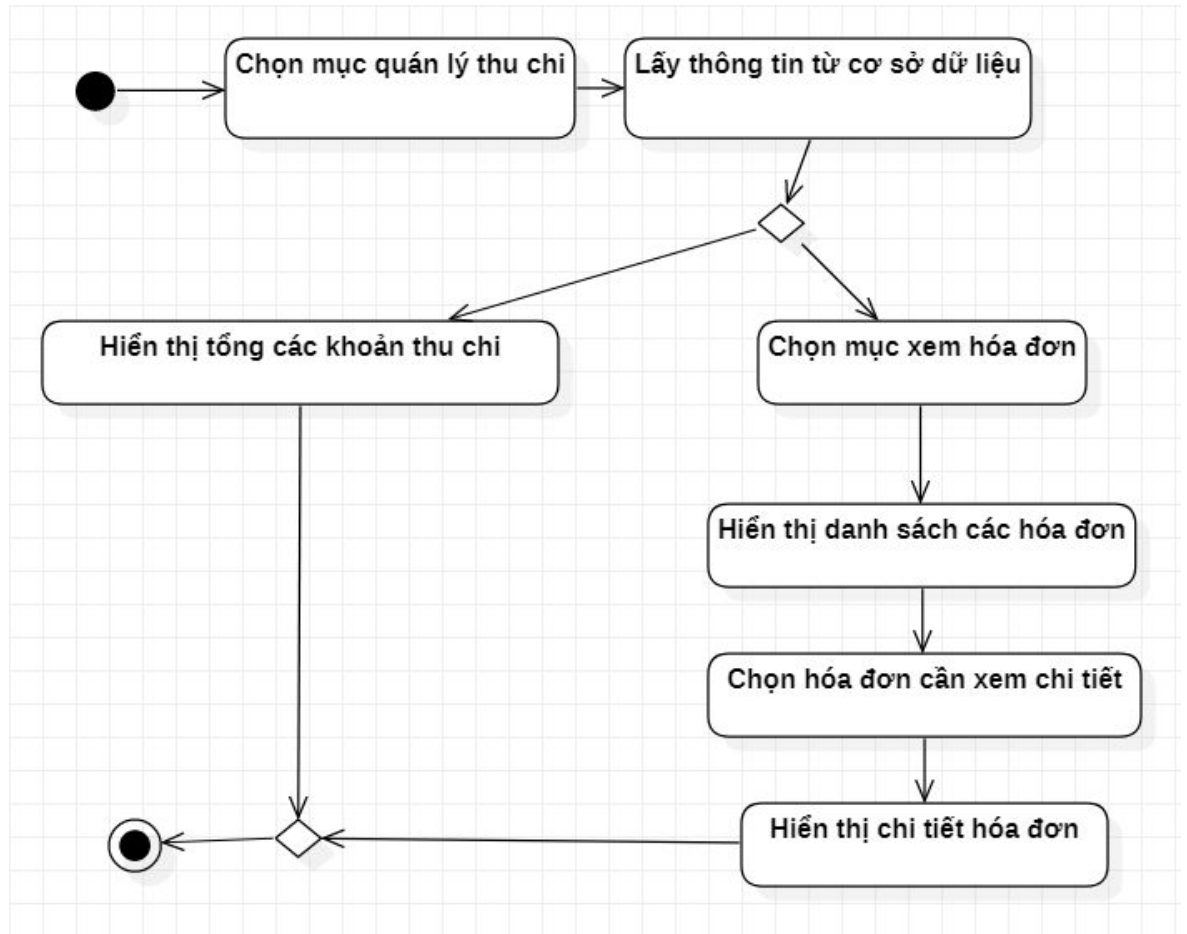 Chọn mục quán lý thu chi
Lấy thông tin từ cơ sở dữ liệu
Hiển thị tổng các khoản thu chi
Chọn mục xem hóa đơn
Hiển thị danh sách các hóa đơn
Chọn hóa đơn cần xem chi tiết
Hiển thị chi tiết hóa đơn